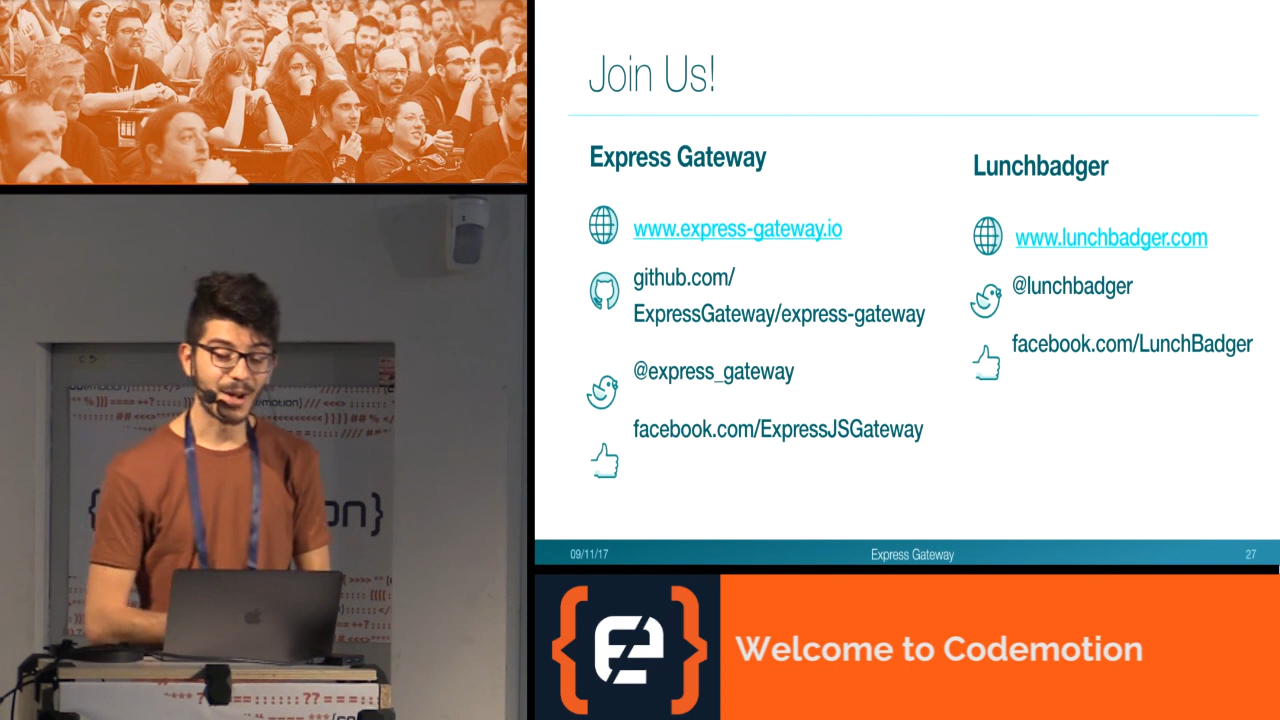 Join Us!
Express Gateway
www.express-gateway.io
github.com/
ExpressGateway/express-gateway
@express_gateway
facebook.com/ExpressJSGateway
Lunchbadger
www.lunchbadger.com
@lunchbadger
facebook.com/LunchBadger
09/11/17
Express Gateway
27
Welcome to Codemotion